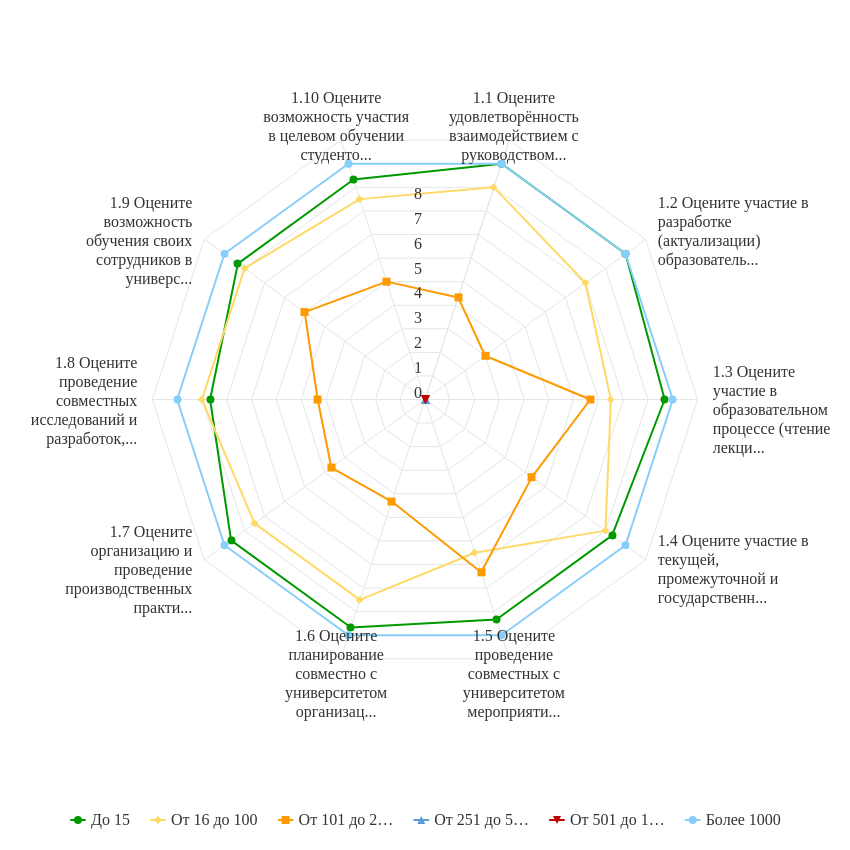 1.10 Оцените
возможность участия
в целевом обучении
студенто...
1.1 Оцените
удовлетворённость
взаимодействием с
руководством...
1.2 Оцените участие в
разработке
(актуализации)
образователь...
1.3 Оцените
участие в
образовательном
процессе (чтение
лекци...
1.4 Оцените участие в
текущей,
промежуточной и
государственн...
1.5 Оцените
проведение
совместных с
университетом
мероприяти...
1.6 Оцените
планирование
совместно с
университетом
организац...
1.7 Оцените
организацию и
проведение
производственных
практи...
1.8 Оцените
проведение
совместных
исследований и
разработок,...
1.9 Оцените
возможность
обучения своих
сотрудников в
универс...
8
7
6
5
4
3
2
1
0
До 15
От 16 до 100
От 101 до 2…
От 251 до 5…
От 501 до 1…
Более 1000